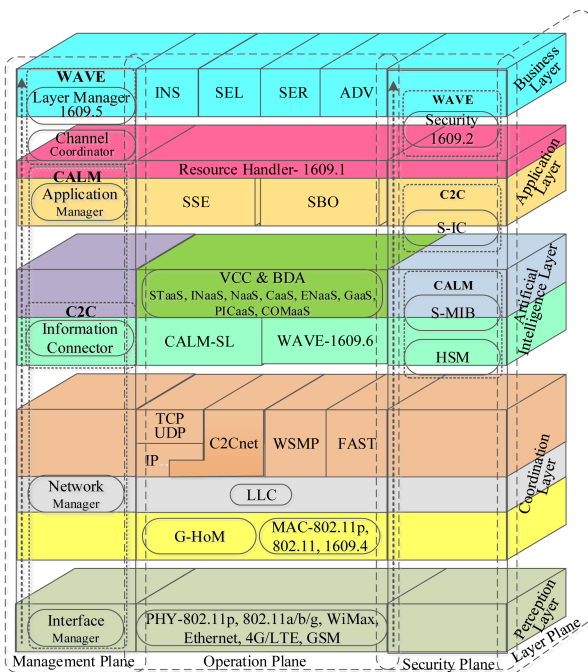 WAVE
Layer Manager
1609.5
Channel
Coordinator
INS
SEL
SER
ADV
WAVE
Security
1609.2
Business
Layer
Resource Handler- 1609.1
CALM
Application
Manager
SSE
SBO
C2C
S-IC
Application
Layer
VCC & BDA
STaaS, INaaS, NaaS, CaaS, ENaaS, GaaS,
PICaaS, COMaaS
C2C
Information
Connector
CALM-SL
WAVE-1609.6
CALM
S-MIB
HSM
Artificial
Intelligence Layer
TCP
UDP
IP
C2Cnet
WSMP
FAST
Network
Manager
LLC
G-HoM
MAC-802.11p,
802.11, 1609.4
Coordination
Layer
Interface
Manager
PHY-802.11p, 802.11a/b/g, WiMax,
Ethernet, 4G/LTE, GSM
Perception
Layer
Management Plane
Operation Plane
Security Plane
Layer Plane